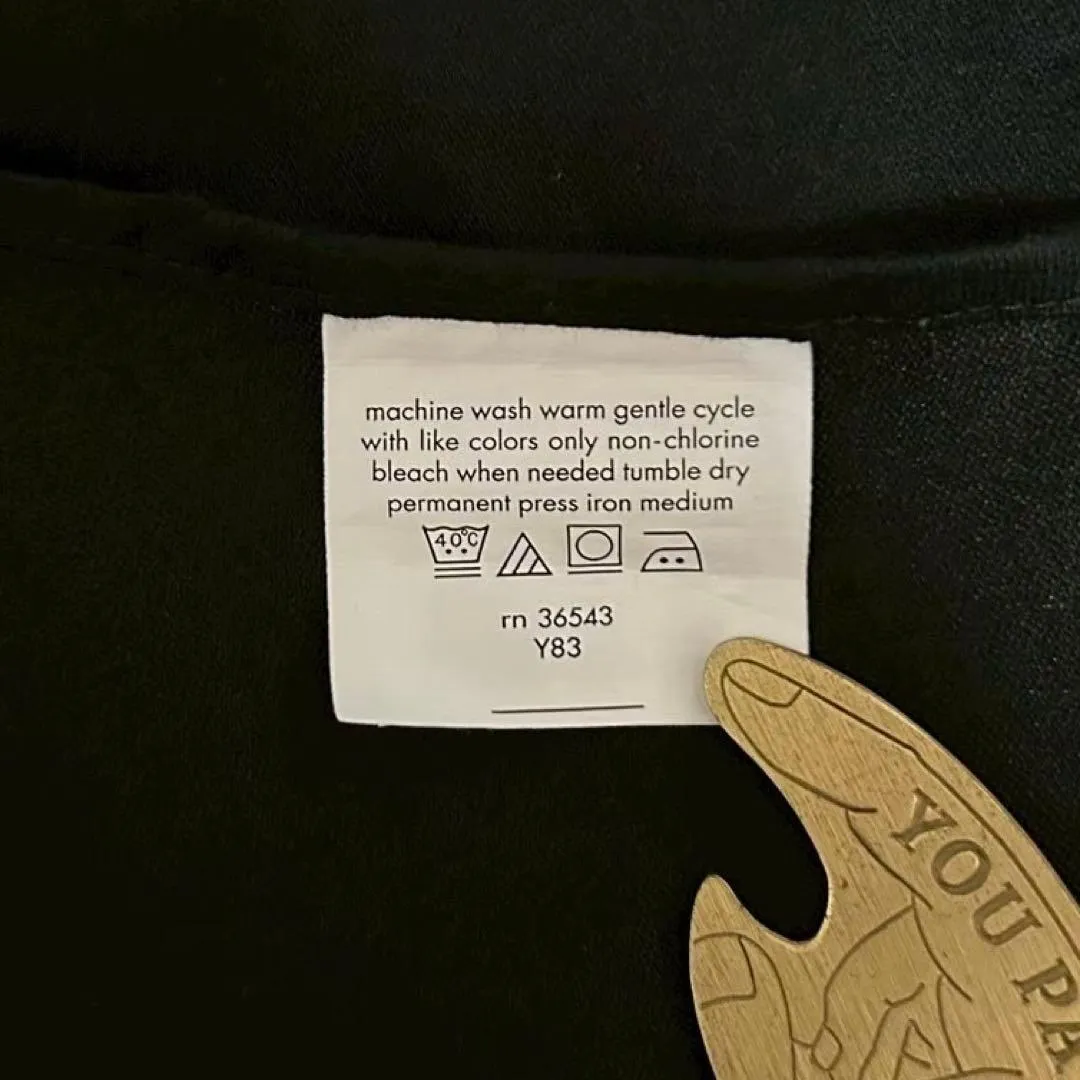 machine wash warm gentle cycle
with like colors only non-chlorine
bleach when needed tumble dry
permanent press iron medium
40°C
rn 36543
Y83
YOU PA